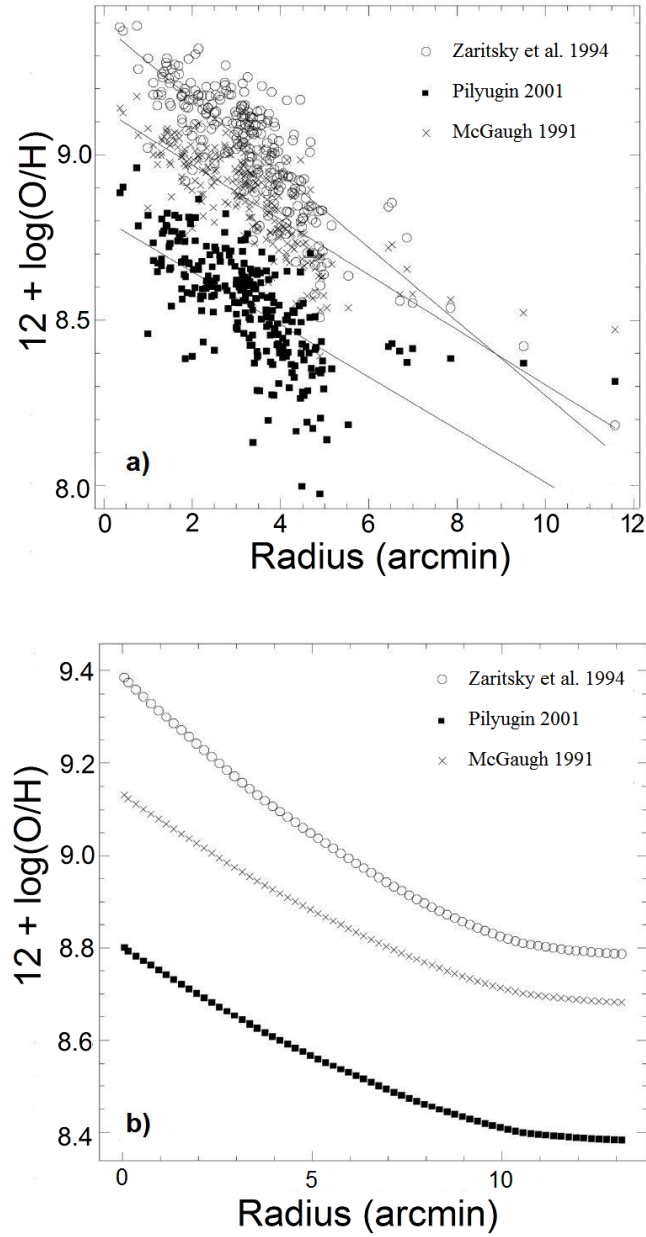 Zaritsky et al. 1994
Pilyugin 2001
McGaugh 1991
12 + log(O/H)
9.0
8.5
8.0
a)
0 2 4 6 8 10 12
Radius (arcmin)
Zaritsky et al. 1994
Pilyugin 2001
McGaugh 1991
12 + log(O/H)
9.4
9.2
9.0
8.8
8.6
8.4
b)
0 5 10
Radius (arcmin)